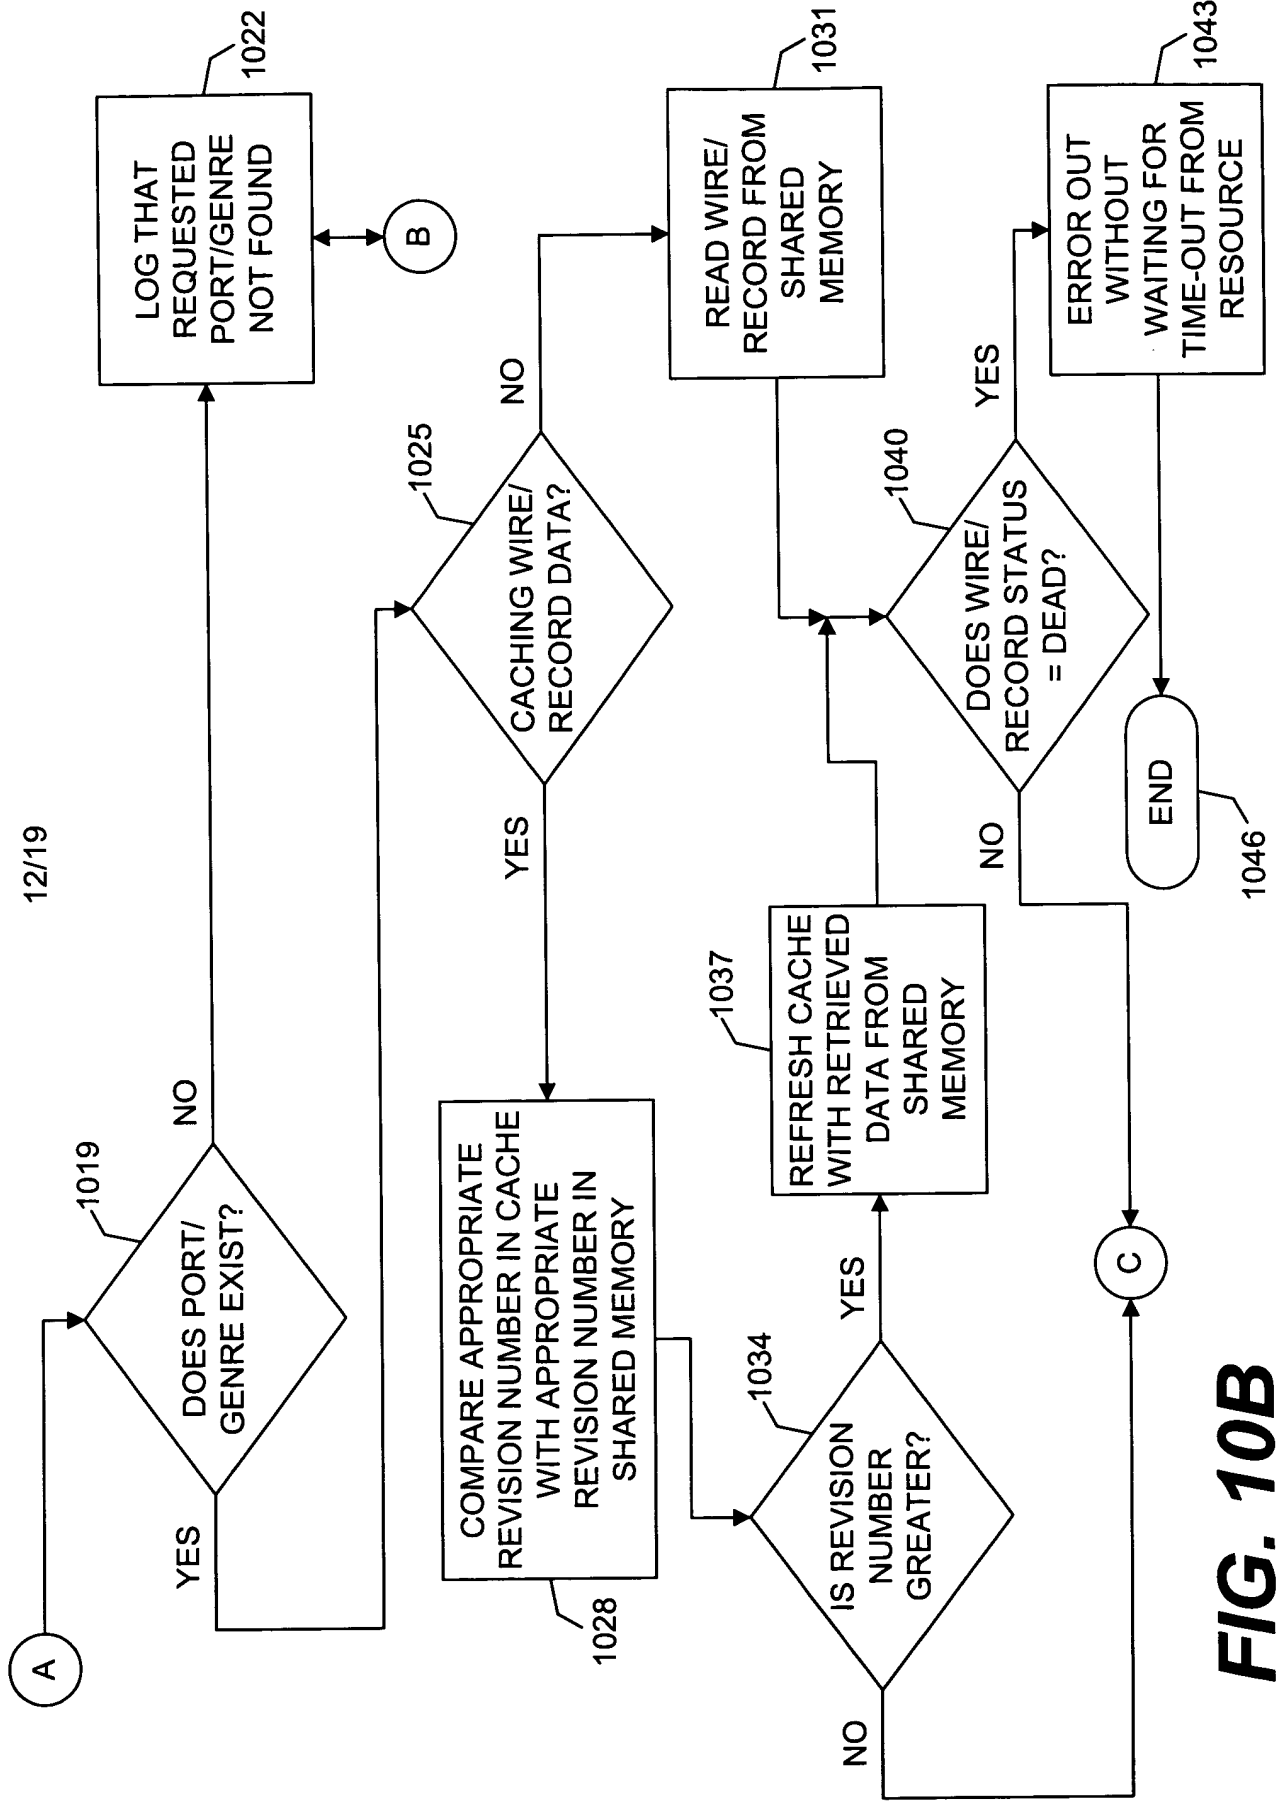 12/19
A
DOES PORT/
GENRE EXIST?
1019
NO
YES
LOG THAT
REQUESTED
PORT/GENRE
NOT FOUND
1022
B
CACHING WIRE/
RECORD DATA?
1025
NO
YES
COMPARE APPROPRIATE
REVISION NUMBER IN CACHE
WITH APPROPRIATE
REVISION NUMBER IN
SHARED MEMORY
1028
READ WIRE/
RECORD FROM
SHARED
MEMORY
1031
IS REVISION
NUMBER
GREATER?
1034
YES
NO
REFRESH CACHE
WITH RETRIEVED
DATA FROM
SHARED
MEMORY
1037
DOES WIRE/
RECORD STATUS
= DEAD?
1040
YES
NO
ERROR OUT
WITHOUT
WAITING FOR
TIME-OUT FROM
RESOURCE
1043
END
1046
C
FIG. 10B